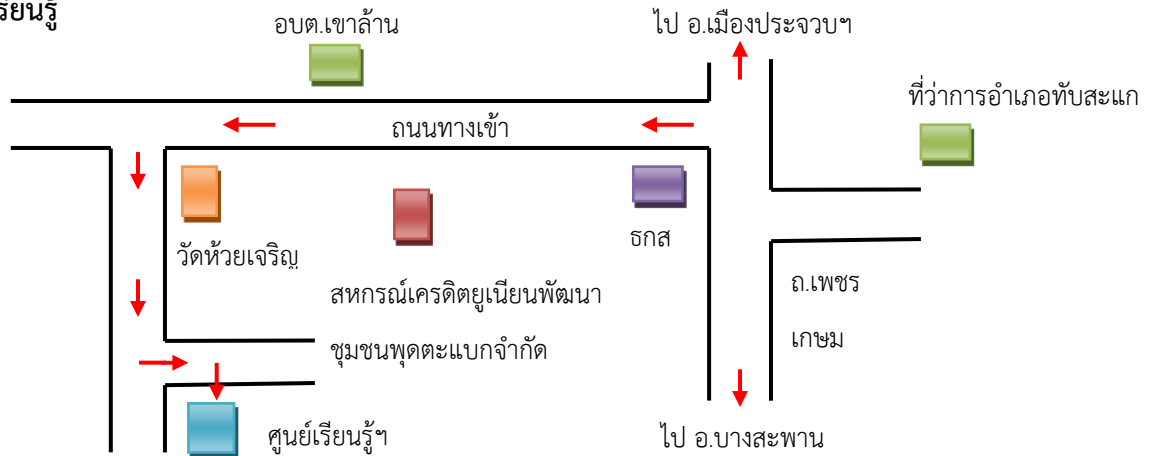 รียนรู้
อบต.เขาล้าน
ไป อ.เมืองประจวบฯ
ที่ว่าการอำเภอทับสะแก
ถนนทางเข้า
ธกส
วัดห้วยเจริญ
ถ.เพชร
เกษม
สหกรณ์เครดิตยูเนียนพัฒนา
ชุมชนพุดตะแบกจำกัด
ศูนย์เรียนรู้ฯ
ไป อ.บางสะพาน